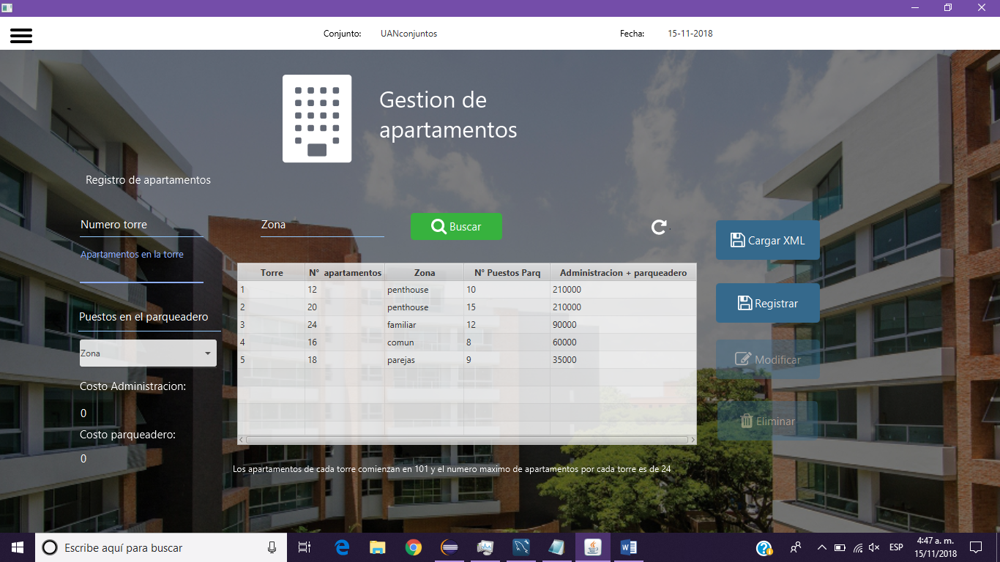 Conjunto: UANconjuntos Fecha: 15-11-2018
Gestion de
apartamentos
Registro de apartamentos
Numero torre
Zona
Buscar
Cargar XML
Apartamentos en la torre
Registrar
Puestos en el parqueadero
Modificar
Zona
Eliminar
Costo Administracion:
0
Costo parqueadero:
0
Torre N° apartamentos Zona N° Puestos Parq Administracion + parqueadero
1 12 penthouse 10 210000
2 20 penthouse 15 210000
3 24 familiar 12 90000
4 16 comun 8 60000
5 18 parejas 9 35000
Los apartamentos de cada torre comienzan en 101 y el numero maximo de apartamentos por cada torre es de 24
Escribe aquí para buscar
ESP
4:47 a. m.
15/11/2018